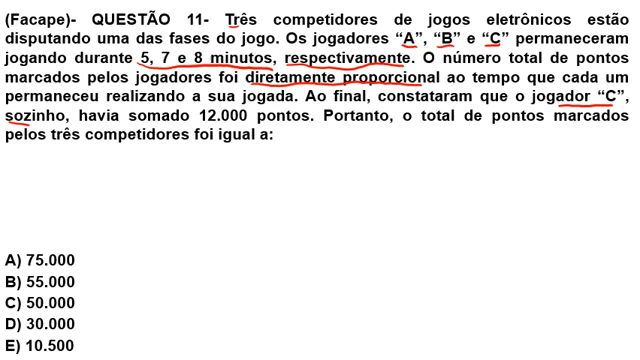 (Facape)- QUESTÃO 11- Três competidores de jogos eletrônicos estão
disputando uma das fases do jogo. Os jogadores “A”, “B” e “C” permaneceram
jogando durante 5, 7 e 8 minutos, respectivamente. O número total de pontos
marcados pelos jogadores foi diretamente proporcional ao tempo que cada um
permaneceu realizando a sua jogada. Ao final, constataram que o jogador “C”,
sozinho, havia somado 12.000 pontos. Portanto, o total de pontos marcados
pelos três competidores foi igual a:
A) 75.000
B) 55.000
C) 50.000
D) 30.000
E) 10.500